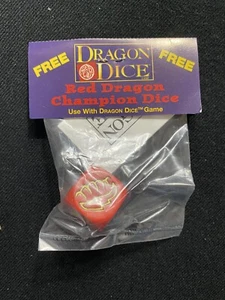 FREE
DRAGON
DICE
FREE
Red Dragon
Champion Dice
Use With DRAGON DICE™ Game